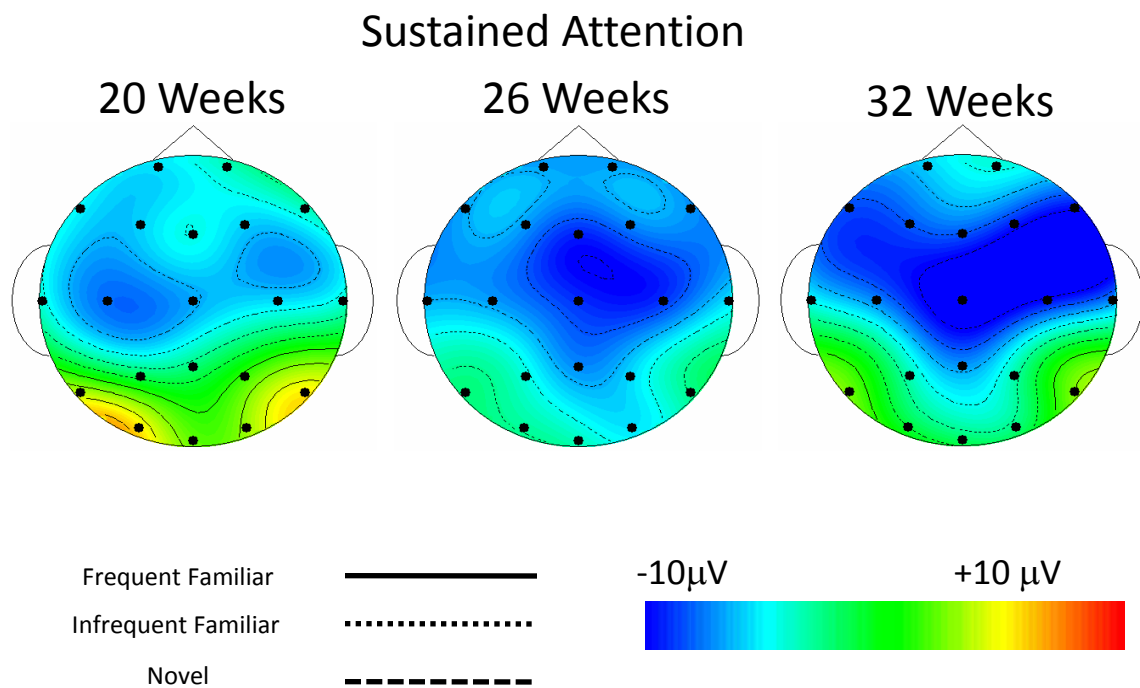 Sustained Attention
20 Weeks
26 Weeks
32 Weeks
Frequent Familiar
Infrequent Familiar
Novel
-10μV
+10 μV